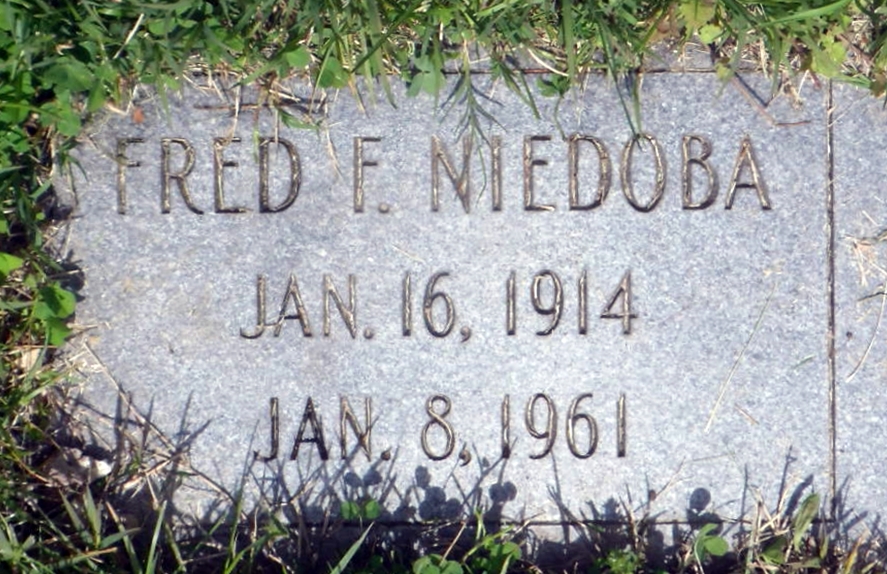 FRED F. NIEDOBA
JAN. 16, 1914
JAN. 8, 1961